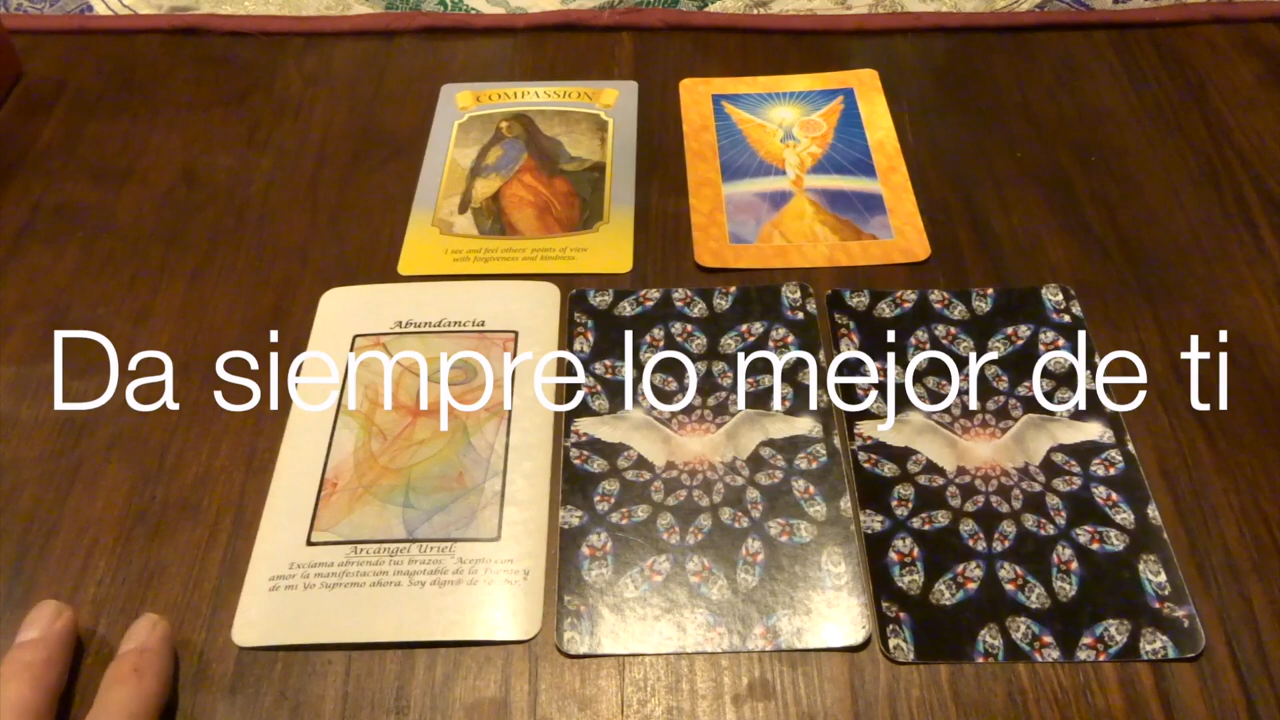 COMPASSION
I see and feel others' points of view
with forgiveness and kindness.
Abundancia
Da siempre lo mejor de ti
Arcángel Uriel:
Exclama abriendo tus brazos: "Acepto con
amor la manifestación inagotable de la Fuente y
de mi Yo Supremo ahora. Soy dign@ de recibir."